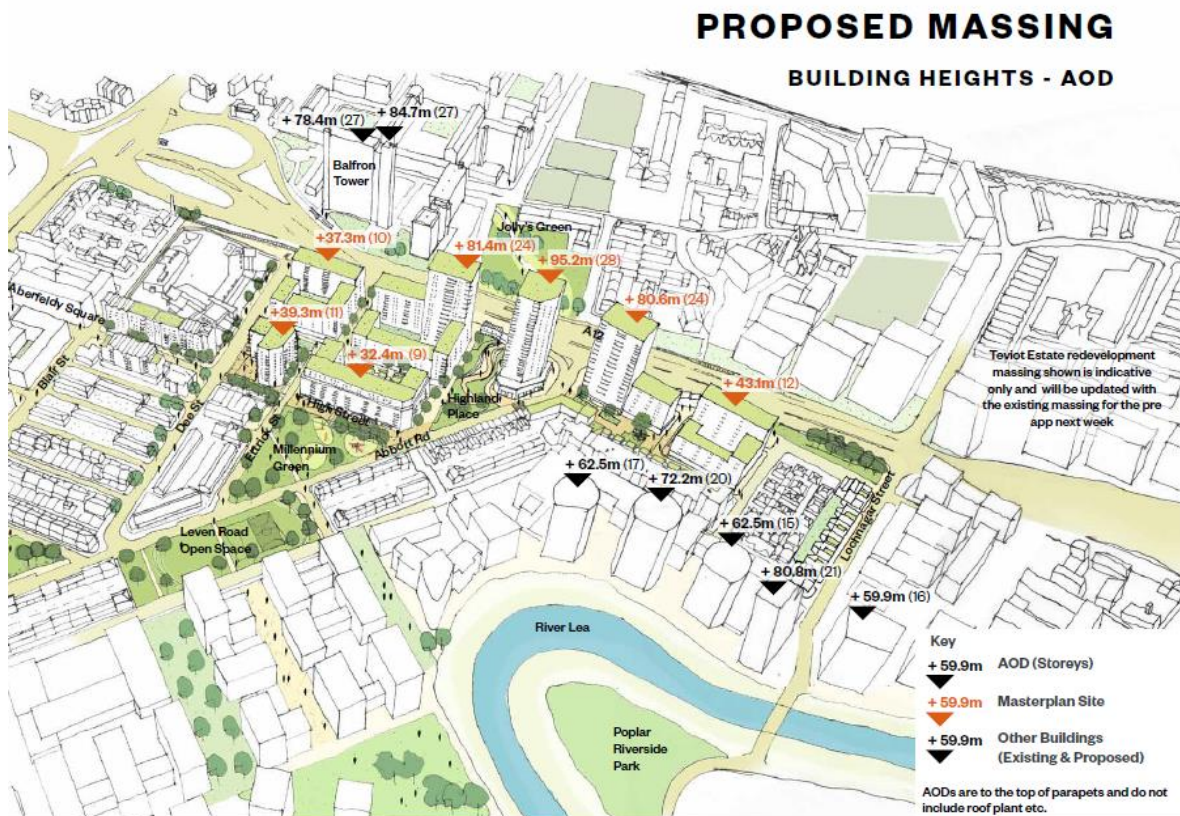 PROPOSED MASSING
BUILDING HEIGHTS - AOD
+ 78.4m (27)
+ 84.7m (27)
Balfron
Tower
Jolly's Green
+37.3m (10)
+ 81.4m (24)
+ 95.2m (28)
+ 80.6m (24)
Aberfeldy Square
+39.3m (11)
A12
+ 32.4m (9)
Teviot Estate redevelopment
massing shown is indicative
only and will be updated with
the existing massing for the pre
app next week
Blair St
Dee St
Ettrick St
High Street
Highland
Place
+ 43.1m (12)
Millennium
Green
Abbott Rd
+ 62.5m (17)
+ 72.2m (20)
Lochnagar Street
Leven Road
Open Space
+ 62.5m (15)
+ 80.8m (21)
+ 59.9m (16)
River Lea
Poplar
Riverside
Park
Key
+ 59.9m AOD (Storeys)
+ 59.9m Masterplan Site
+ 59.9m Other Buildings
(Existing & Proposed)
AODs are to the top of parapets and do not
include roof plant etc.